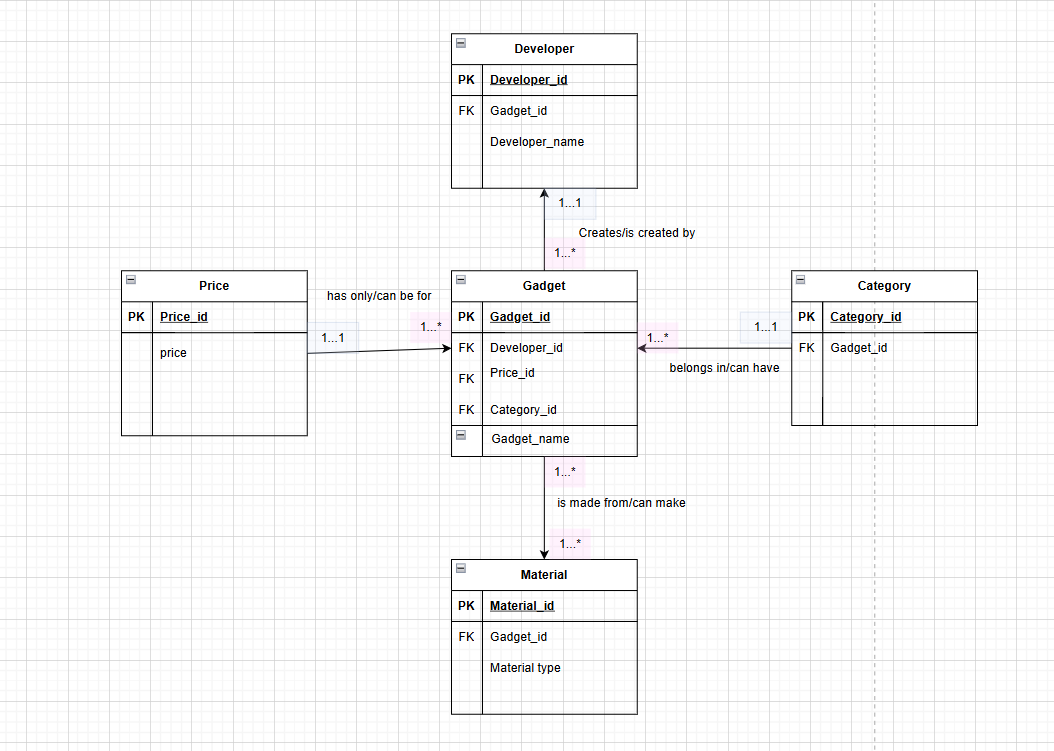 Developer
PK Developer_id
FK Gadget_id
Developer_name
1...1
Creates/is created by
1...*
Price
PK Price_id
price
has only/can be for
1...1
1...*
Gadget
PK Gadget_id
FK Developer_id
FK Price_id
FK Category_id
Gadget_name
Category
PK Category_id
FK Gadget_id
1...1
1...*
belongs in/can have
1...*
is made from/can make
1...*
Material
PK Material_id
FK Gadget_id
Material type